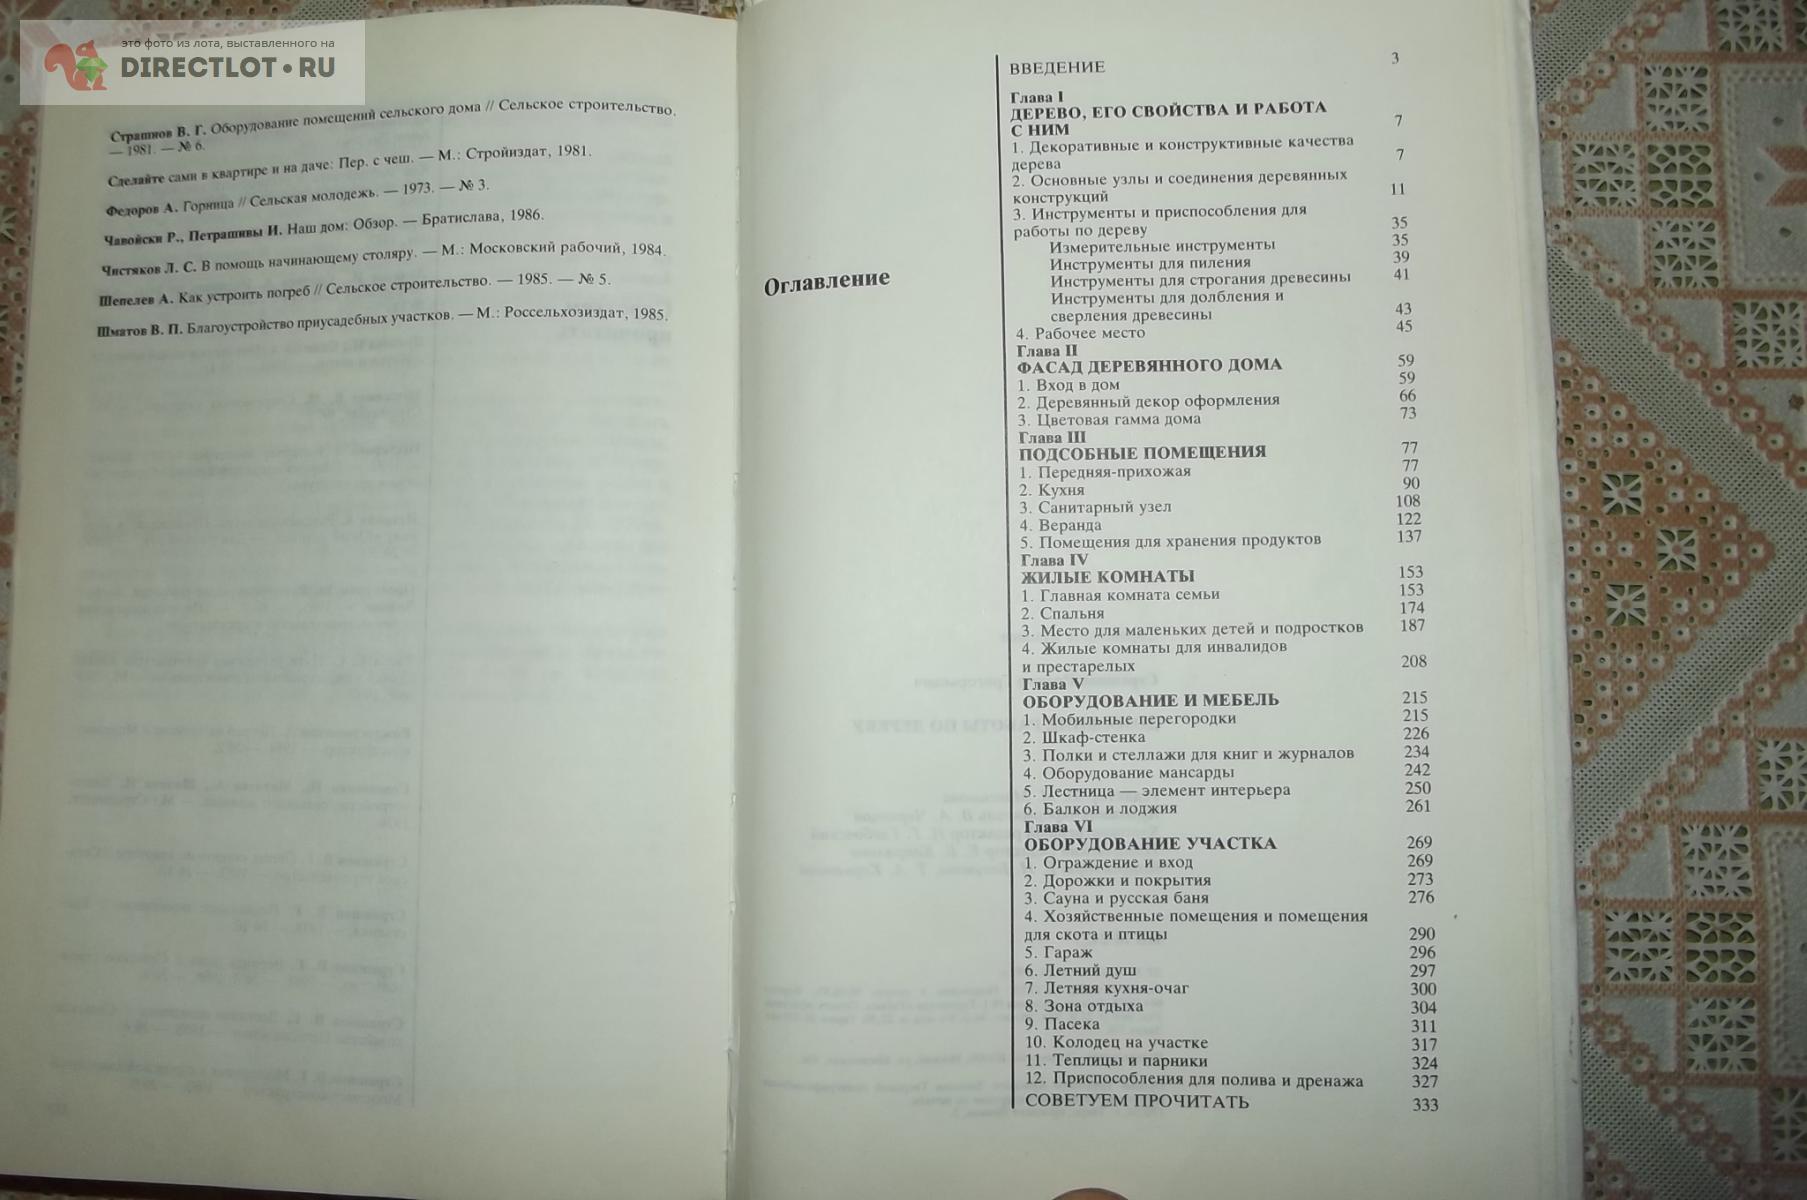 это фото из лота, выставленного на
DIRECTLOT•RU
Страшнов В. Г. Оборудование помещений сельского дома // Сельское строительство.
— 1981. — № 6.
Сделайте сами в квартире и на даче: Пер. с чеш. — М.: Стройиздат, 1981.
Федоров А. Горница // Сельская молодежь. — 1973. — № 3.
Чавойски Р., Петрашивы И. Наш дом: Обзор. — Братислава, 1986.
Чистяков Л. С. В помощь начинающему столяру. — М.: Московский рабочий, 1984.
Шепелев А. Как устроить погреб // Сельское строительство. — 1985. — № 5.
Шматов В. П. Благоустройство приусадебных участков. — М.: Россельхозиздат, 1985.
Оглавление
ВВЕДЕНИЕ 3
Глава I
ДЕРЕВО, ЕГО СВОЙСТВА И РАБОТА
С НИМ 7
1. Декоративные и конструктивные качества
дерева 7
2. Основные узлы и соединения деревянных
конструкций 11
3. Инструменты и приспособления для
работы по дереву 35
Измерительные инструменты 35
Инструменты для пиления 39
Инструменты для строгания древесины 41
Инструменты для долбления и
сверления древесины 43
4. Рабочее место 45
Глава II
ФАСАД ДЕРЕВЯННОГО ДОМА 59
1. Вход в дом 59
2. Деревянный декор оформления 66
3. Цветовая гамма дома 73
Глава III
ПОДСОБНЫЕ ПОМЕЩЕНИЯ 77
1. Передняя-прихожая 77
2. Кухня 90
3. Санитарный узел 108
4. Веранда 122
5. Помещения для хранения продуктов 137
Глава IV
ЖИЛЫЕ КОМНАТЫ 153
1. Главная комната семьи 153
2. Спальня 174
3. Место для маленьких детей и подростков 187
4. Жилые комнаты для инвалидов
и престарелых 208
Глава V
ОБОРУДОВАНИЕ И МЕБЕЛЬ 215
1. Мобильные перегородки 215
2. Шкаф-стенка 226
3. Полки и стеллажи для книг и журналов 234
4. Оборудование мансарды 242
5. Лестница — элемент интерьера 250
6. Балкон и лоджия 261
Глава VI
ОБОРУДОВАНИЕ УЧАСТКА 269
1. Ограждение и вход 269
2. Дорожки и покрытия 273
3. Сауна и русская баня 276
4. Хозяйственные помещения и помещения
для скота и птицы 290
5. Гараж 296
6. Летний душ 297
7. Летняя кухня-очаг 300
8. Зона отдыха 304
9. Пасека 311
10. Колодец на участке 317
11. Теплицы и парники 324
12. Приспособления для полива и дренажа 327
СОВЕТУЕМ ПРОЧИТАТЬ 333